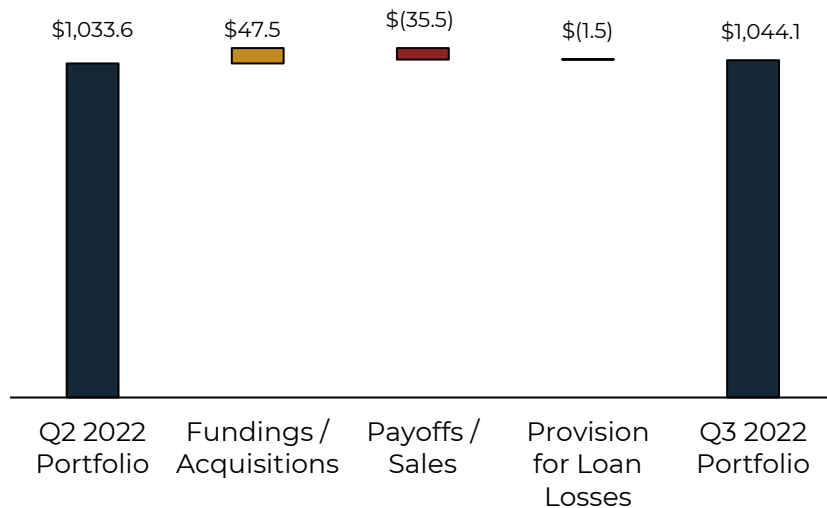 $1,033.6
$47.5
$(35.5)
$(1.5)
$1,044.1
Q2 2022
Portfolio
Fundings /
Acquisitions
Payoffs /
Sales
Provision
for Loan
Losses
Q3 2022
Portfolio